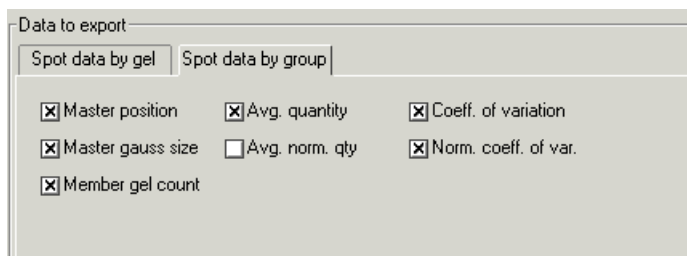 Data to export
Spot data by gel Spot data by group
Master position Avg. quantity Coeff. of variation
Master gauss size Avg. norm. qty Norm. coeff. of var.
Member gel count